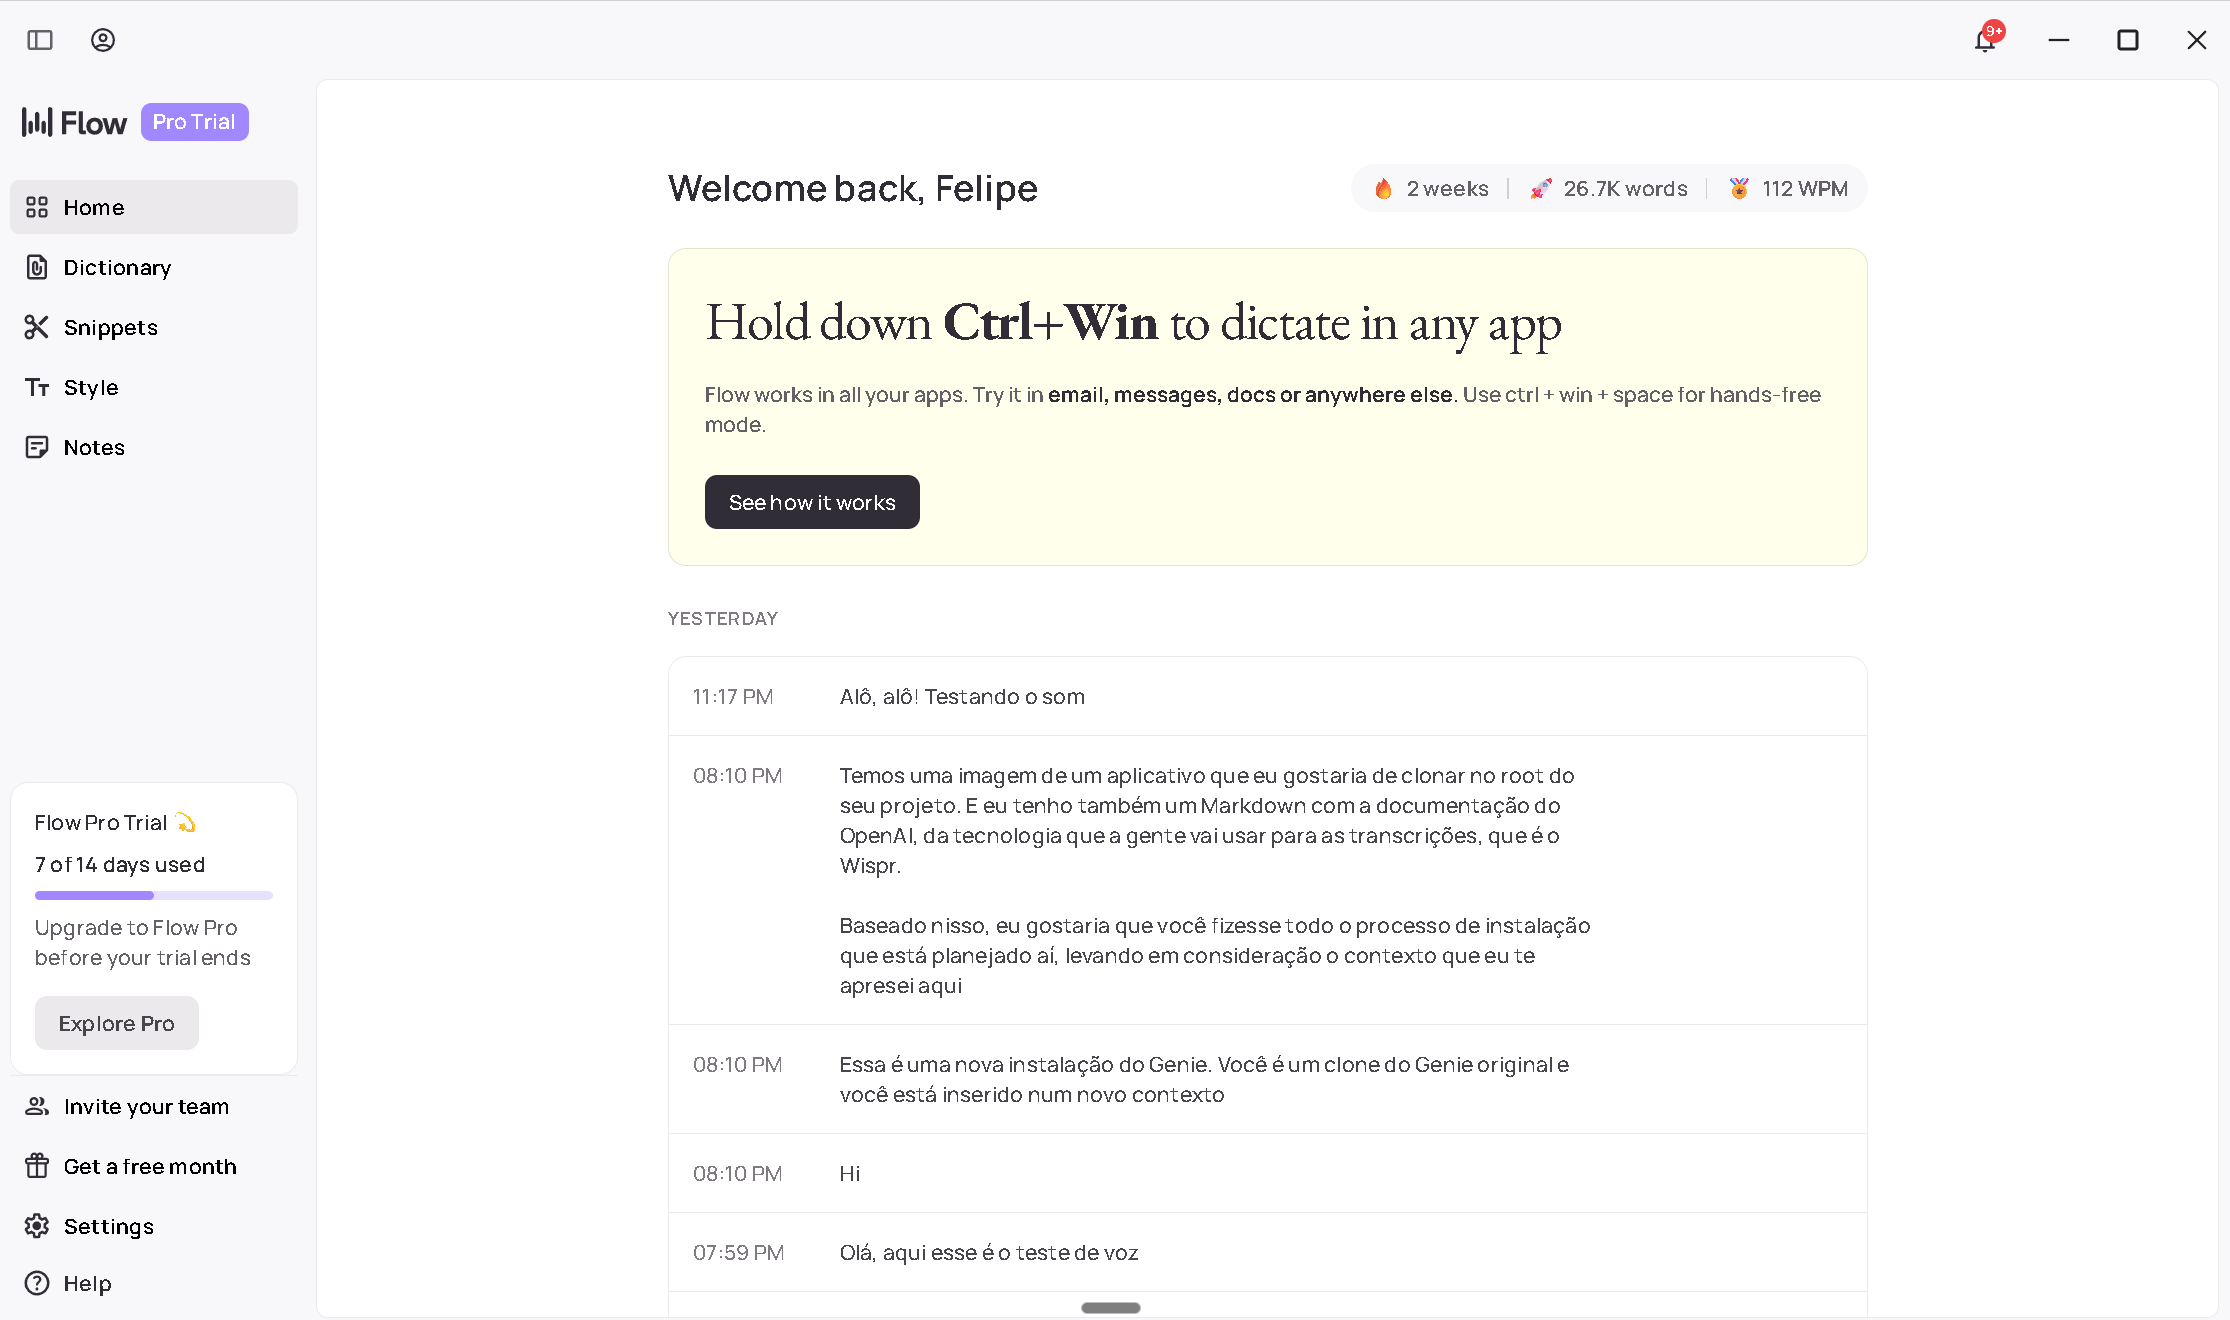 9+
Flow Pro Trial
Home
Dictionary
Snippets
Style
Notes
Flow Pro Trial
7 of 14 days used
Upgrade to Flow Pro
before your trial ends
Explore Pro
Invite your team
Get a free month
Settings
Help
Welcome back, Felipe
2 weeks
26.7K words
112 WPM
Hold down Ctrl+Win to dictate in any app
Flow works in all your apps. Try it in email, messages, docs or anywhere else. Use ctrl + win + space for hands-free
mode.
See how it works
YESTERDAY
11:17 PM
Alô, alô! Testando o som
08:10 PM
Temos uma imagem de um aplicativo que eu gostaria de clonar no root do
seu projeto. E eu tenho também um Markdown com a documentação do
OpenAI, da tecnologia que a gente vai usar para as transcrições, que é o
Wispr.
Baseado nisso, eu gostaria que você fizesse todo o processo de instalação
que está planejado aí, levando em consideração o contexto que eu te
apresei aqui
08:10 PM
Essa é uma nova instalação do Genie. Você é um clone do Genie original e
você está inserido num novo contexto
08:10 PM
Hi
07:59 PM
Olá, aqui esse é o teste de voz